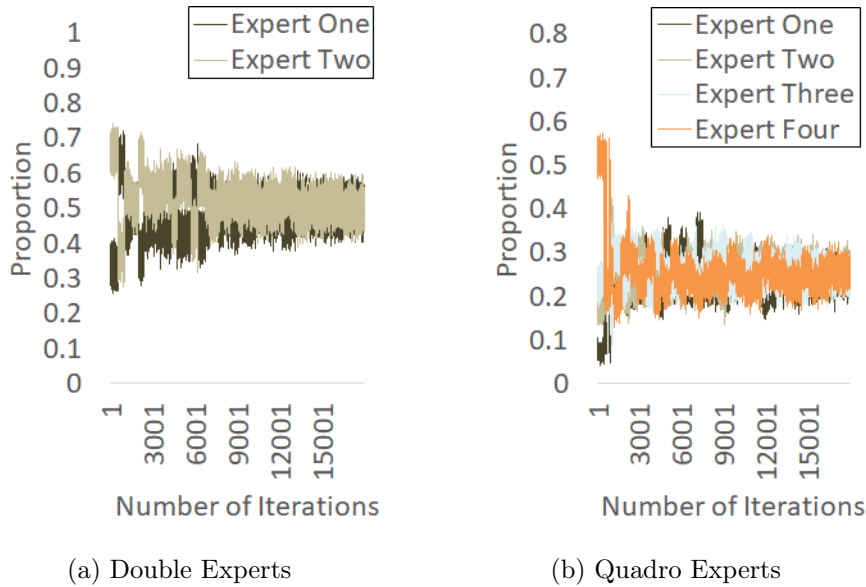 Expert One
Expert Two
1
0.9
0.8
0.7
0.6
0.5
0.4
0.3
0.2
0.1
0
Proportion
1
3001
6001
9001
12001
15001
Number of Iterations
(a) Double Experts
Expert One
Expert Two
Expert Three
Expert Four
0.8
0.7
0.6
0.5
0.4
0.3
0.2
0.1
0
Proportion
1
3001
6001
9001
12001
15001
Number of Iterations
(b) Quadro Experts